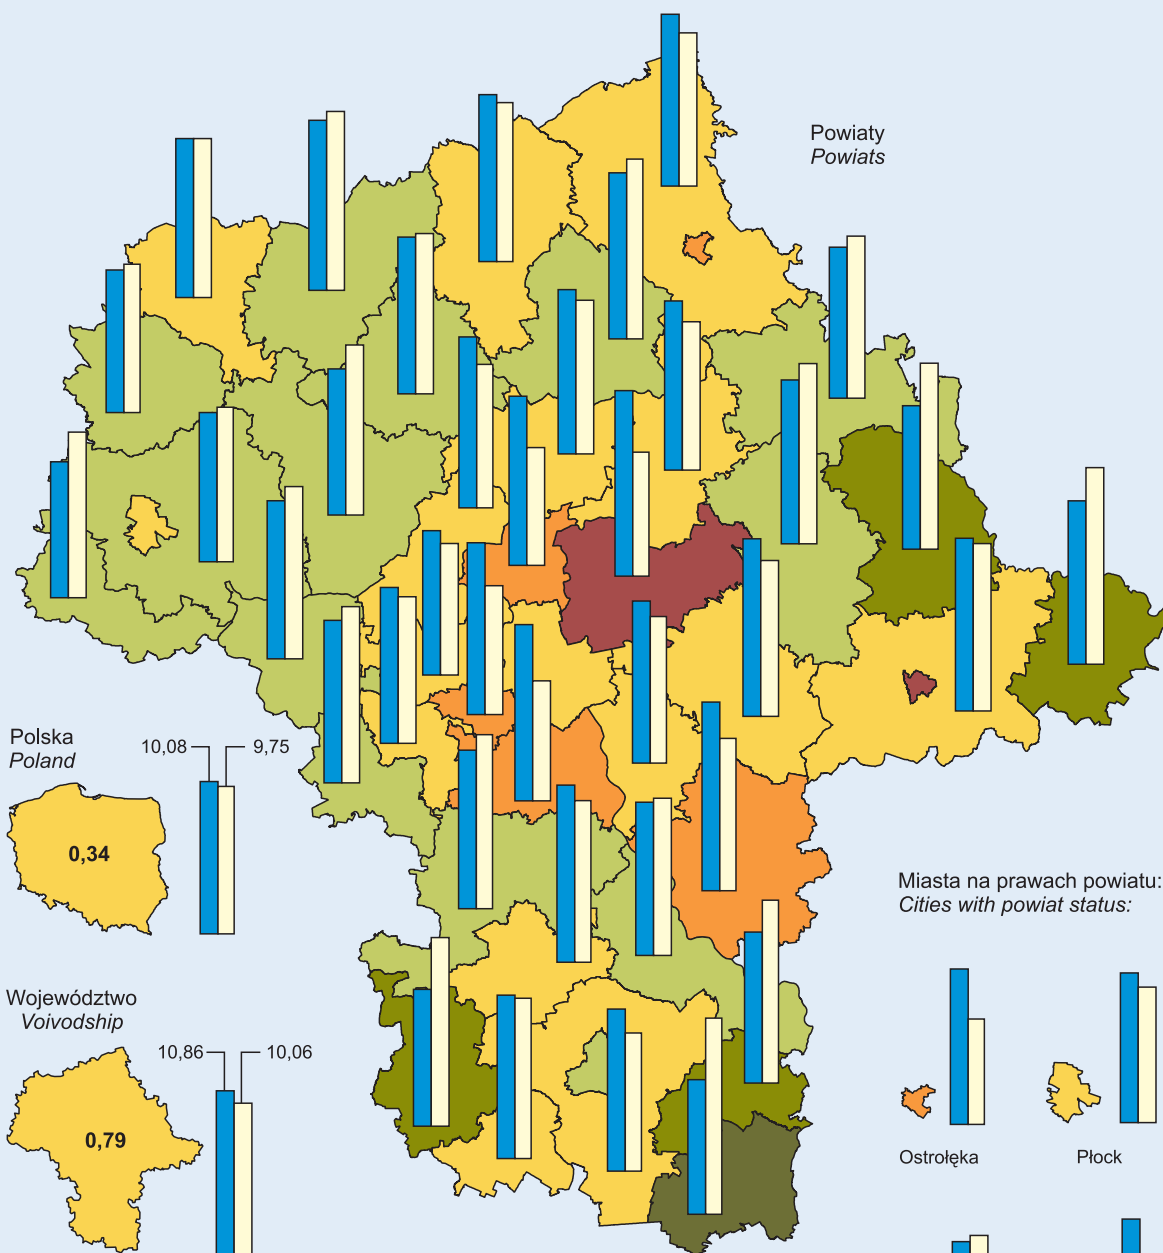 Powiaty
Powiats
Polska
Poland
10,08
9,75
0,34
Miasta na prawach powiatu:
Cities with powiat status:
Województwo
Voivodship
10,86
10,06
0,79
Ostrołęka
Płock